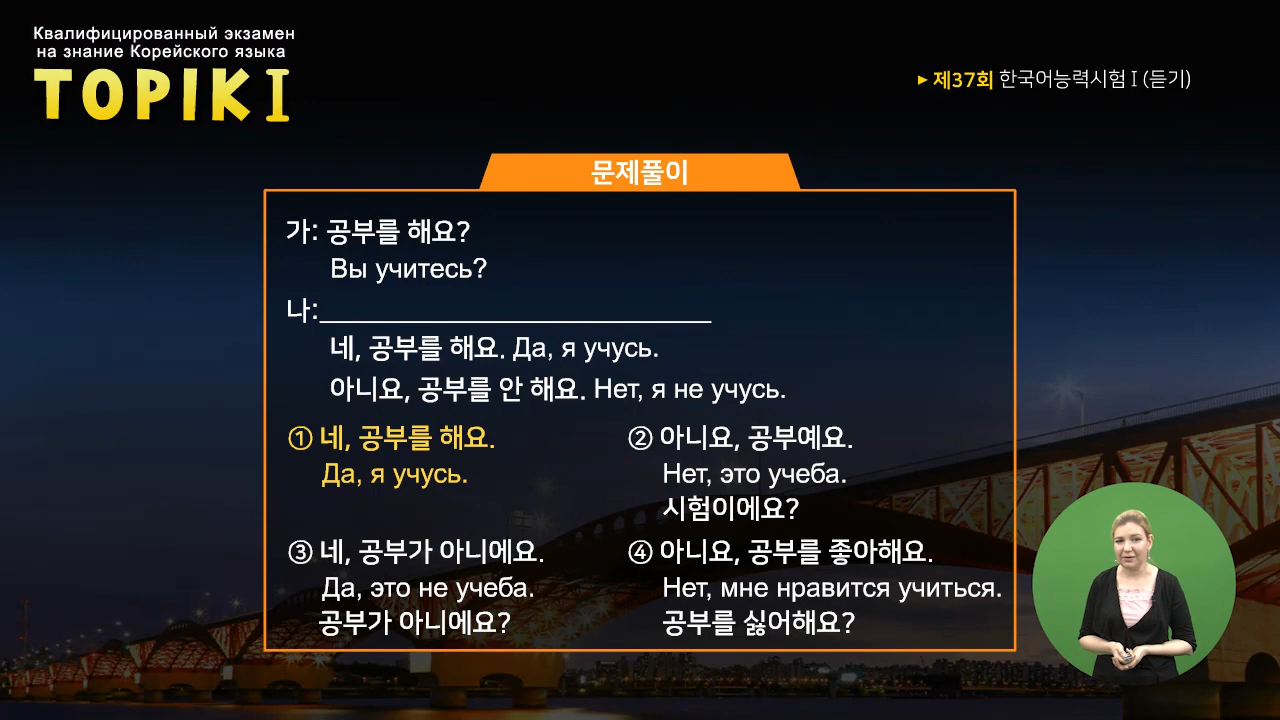 Квалифицированный экзамен
на знание Корейского языка
TOPIK I
▶ 제37회 한국어능력시험 I (듣기)
문제풀이
가: 공부를 해요?
Вы учитесь?
나:______________________________
네, 공부를 해요. Да, я учусь.
아니요, 공부를 안 해요. Нет, я не учусь.
① 네, 공부를 해요.
Да, я учусь.
② 아니요, 공부예요.
Нет, это учеба.
시험이에요?
③ 네, 공부가 아니에요.
Да, это не учеба.
공부가 아니에요?
④ 아니요, 공부를 좋아해요.
Нет, мне нравится учиться.
공부를 싫어해요?